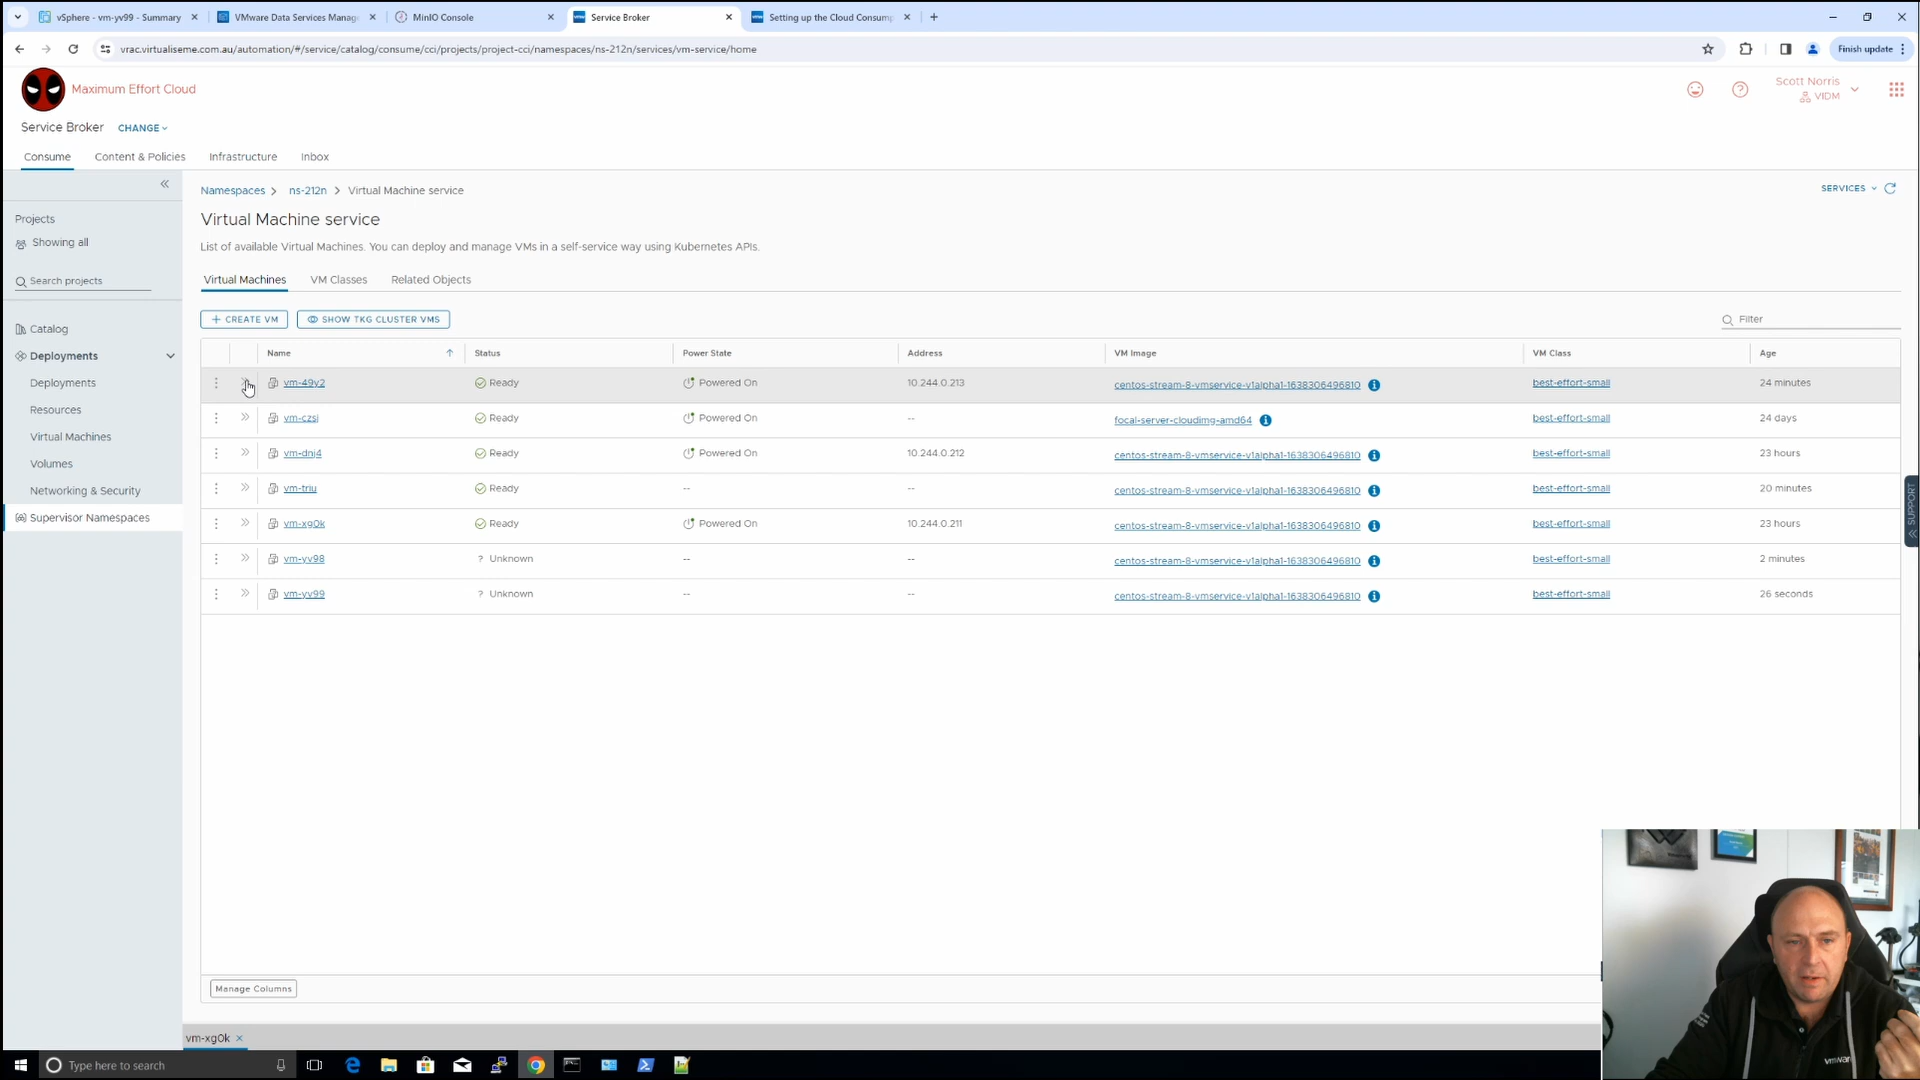 vSphere - vm-yv99 - Summary
VMware Data Services Manag
MinIO Console
Service Broker
Setting up the Cloud Consump
vrac.virtualiseme.com.au/automation/#/service/catalog/consume/cci/projects/project-cci/namespaces/ns-212n/services/vm-service/home
Finish update
Maximum Effort Cloud
Scott Norris
VIDM
Service Broker CHANGE
Consume Content & Policies Infrastructure Inbox
Namespaces > ns-212n > Virtual Machine service
SERVICES
Projects
Showing all
Search projects
Catalog
Deployments
Deployments
Resources
Virtual Machines
Volumes
Networking & Security
Supervisor Namespaces
Virtual Machine service
List of available Virtual Machines. You can deploy and manage VMs in a self-service way using Kubernetes APIs.
Virtual Machines VM Classes Related Objects
+ CREATE VM SHOW TKG CLUSTER VMS
Filter
Name Status Power State Address VM Image VM Class Age
vm-49y2 Ready Powered On 10.244.0.213 centos-stream-8-vmservice-v1alpha1-1638306496810 best-effort-small 24 minutes
vm-czsi Ready Powered On -- focal-server-cloudimg-amd64 best-effort-small 24 days
vm-dnj4 Ready Powered On 10.244.0.212 centos-stream-8-vmservice-v1alpha1-1638306496810 best-effort-small 23 hours
vm-triu Ready -- -- centos-stream-8-vmservice-v1alpha1-1638306496810 best-effort-small 20 minutes
vm-xg0k Ready Powered On 10.244.0.211 centos-stream-8-vmservice-v1alpha1-1638306496810 best-effort-small 23 hours
vm-yv98 ? Unknown -- -- centos-stream-8-vmservice-v1alpha1-1638306496810 best-effort-small 2 minutes
vm-yv99 ? Unknown -- -- centos-stream-8-vmservice-v1alpha1-1638306496810 best-effort-small 26 seconds
SUPPORT
Manage Columns
vm-xg0k ×
Type here to search
vmware